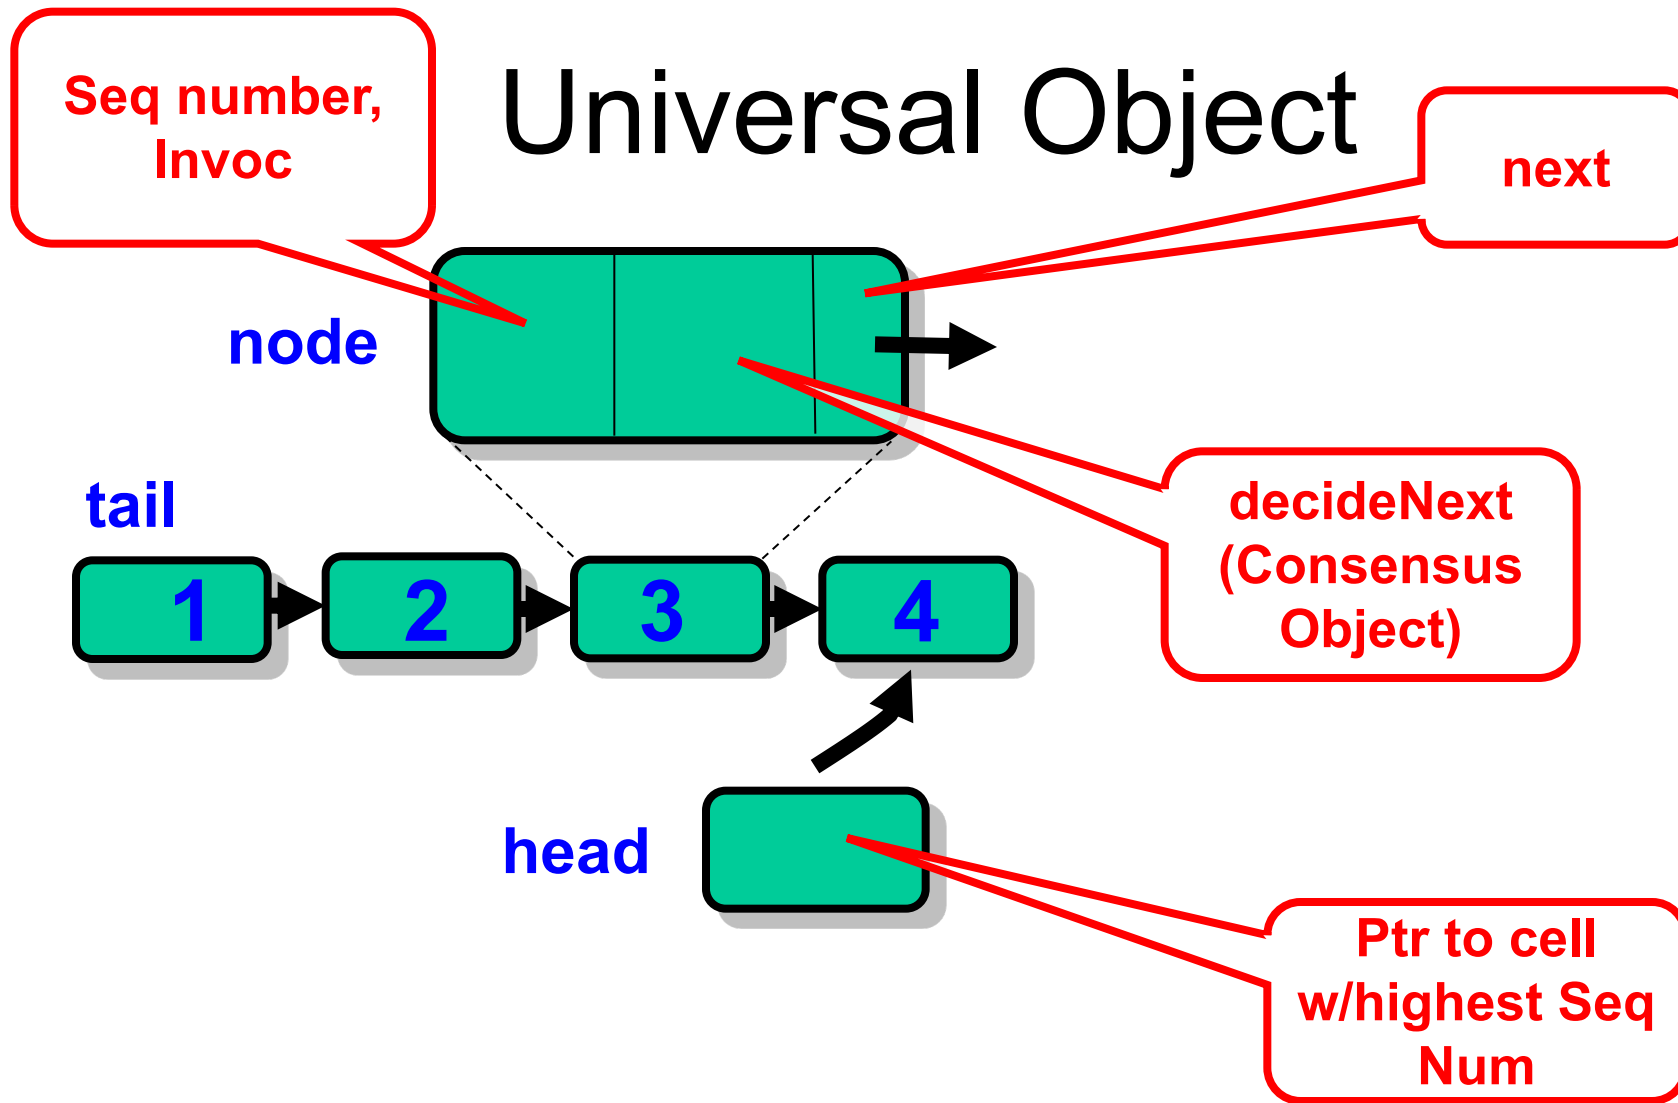 Universal Object
Seq number,
Invoc
next
node
decideNext
(Consensus
Object)
tail
1 2 3 4
head
Ptr to cell
w/highest Seq
Num